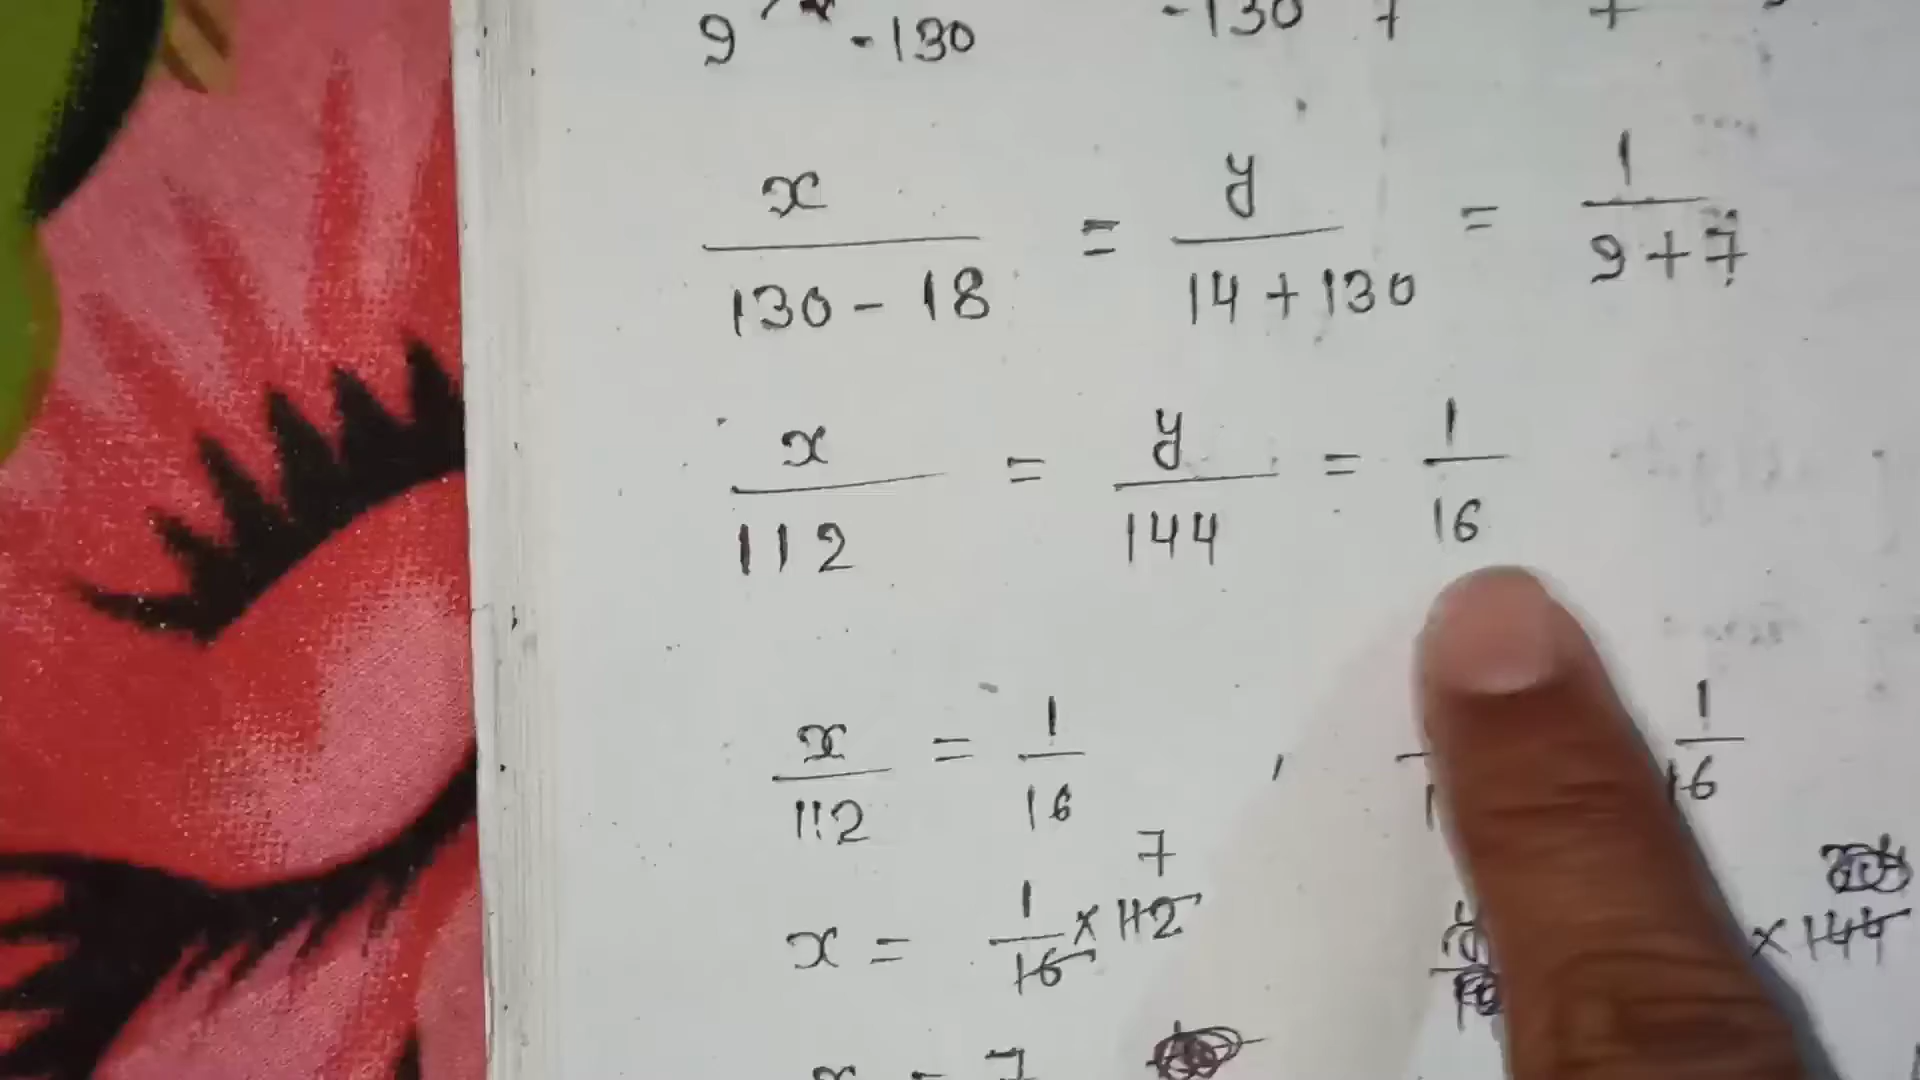 9 -130 -130 7 +
x/(130 - 18) = y/(14 + 130) = 1/(9 + 7)
x/112 = y/144 = 1/16
x/112 = 1/16 , 1/16
7
x = 1/16 × 112 × 144
x = 7